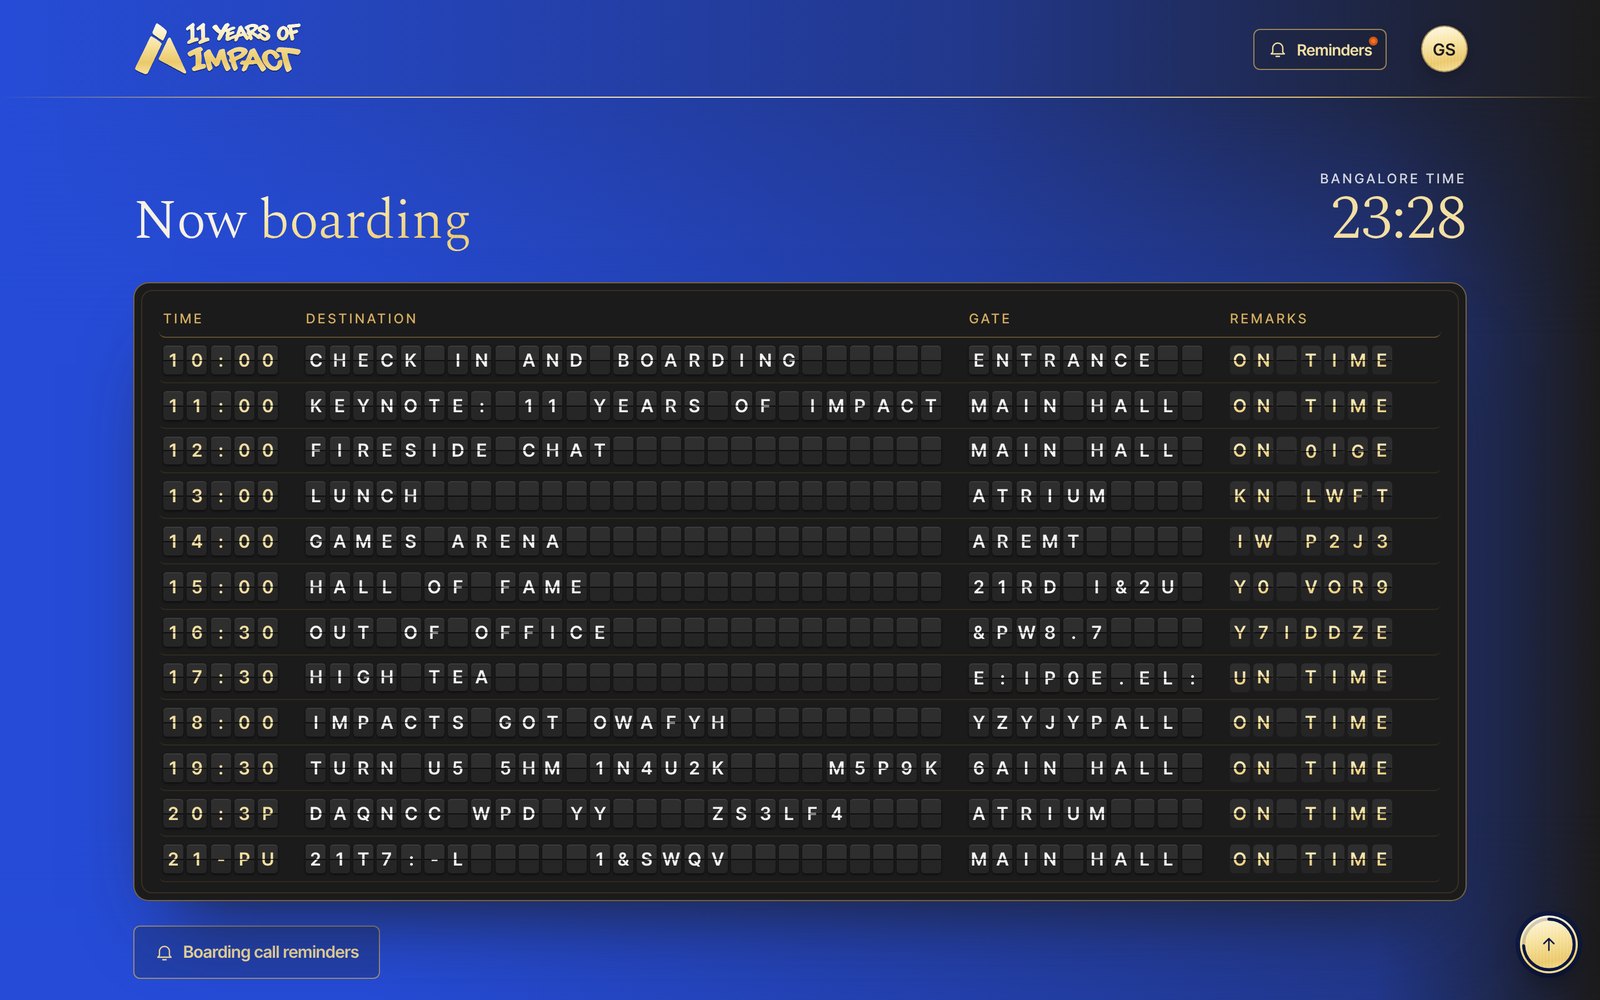 11 YEARS OF
IMPACT
Reminders
GS
BANGALORE TIME
Now boarding
23:28
TIME DESTINATION GATE REMARKS
10:00 CHECK IN AND BOARDING ENTRANCE ON TIME
11:00 KEYNOTE: 11 YEARS OF IMPACT MAIN HALL ON TIME
12:00 FIRESIDE CHAT MAIN HALL ON 0IGE
13:00 LUNCH ATRIUM KN LWFT
14:00 GAMES ARENA AREMT IW P2J3
15:00 HALL OF FAME 21RD I&2U Y0 VOR9
16:30 OUT OF OFFICE &PW8.7 Y7IDDZE
17:30 HIGH TEA E:IP0E.EL: UN TIME
18:00 IMPACTS GOT OWAFYH YZYJYPALL ON TIME
19:30 TURN U5 5HM 1N4U2K M5P9K 6AIN HALL ON TIME
20:3P DAQNCC WPD YY ZS3LF4 ATRIUM ON TIME
21-PU 21T7:-L 1&SWQV MAIN HALL ON TIME
Boarding call reminders